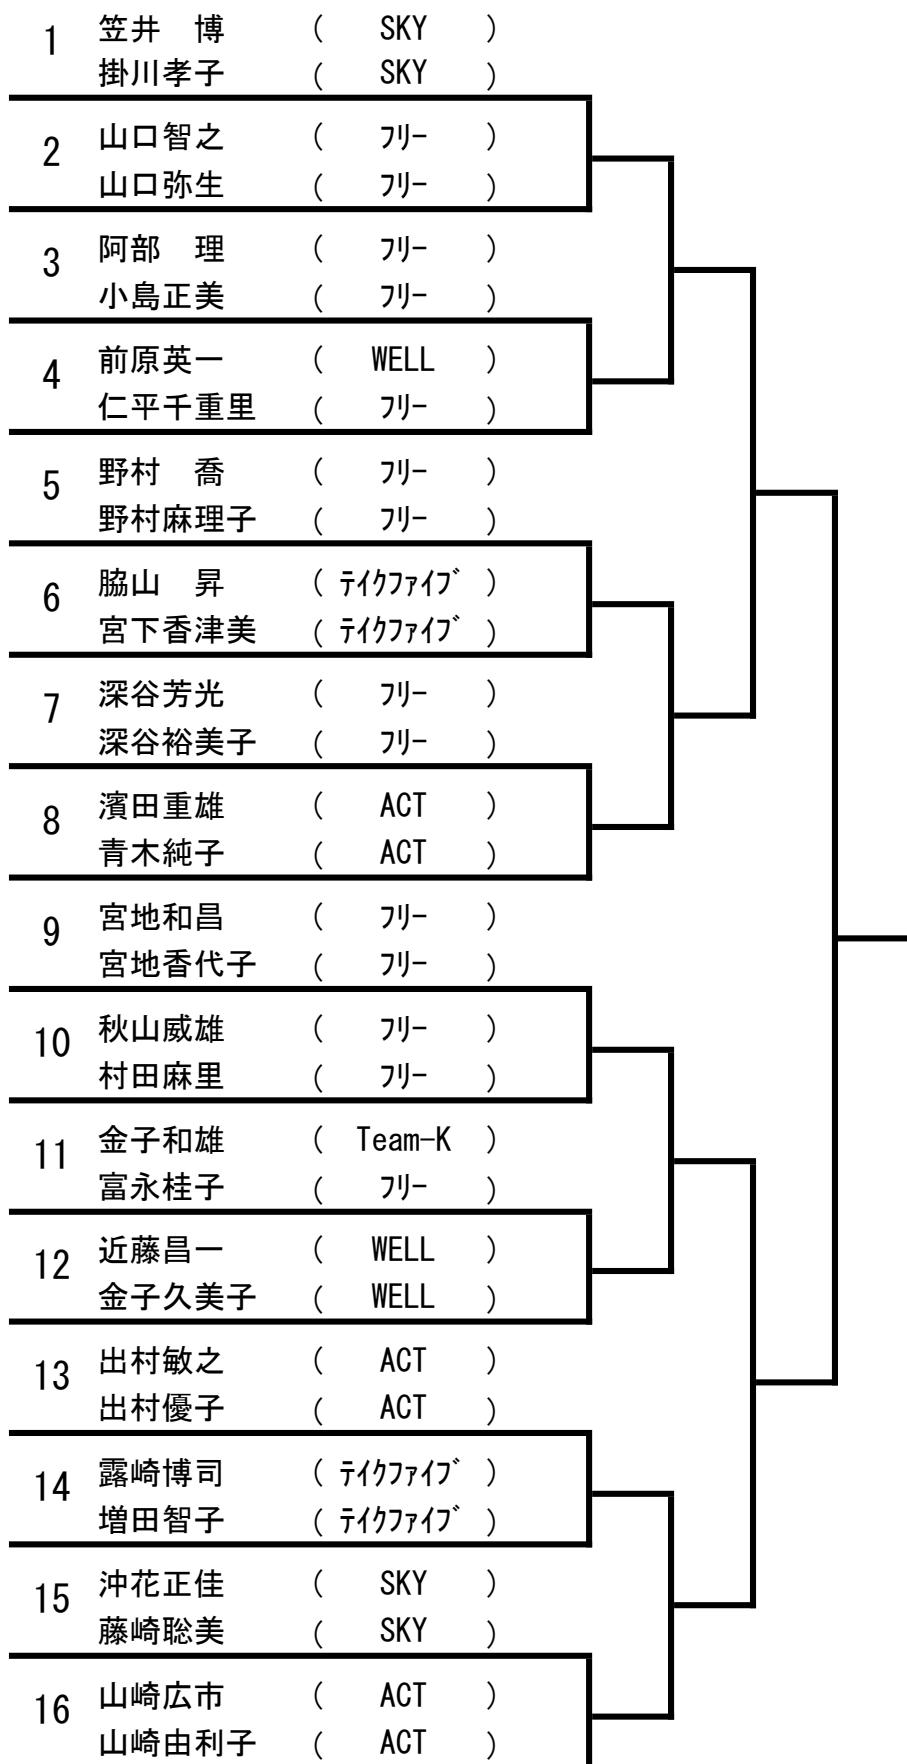 1 笠井　博 ( SKY )
掛川孝子 ( SKY )
2 山口智之 ( ﾌﾘｰ )
山口弥生 ( ﾌﾘｰ )
3 阿部　理 ( ﾌﾘｰ )
小島正美 ( ﾌﾘｰ )
4 前原英一 ( WELL )
仁平千重里 ( ﾌﾘｰ )
5 野村　喬 ( ﾌﾘｰ )
野村麻理子 ( ﾌﾘｰ )
6 脇山　昇 ( ﾃｲｸﾌｧｲﾌﾞ )
宮下香津美 ( ﾃｲｸﾌｧｲﾌﾞ )
7 深谷芳光 ( ﾌﾘｰ )
深谷裕美子 ( ﾌﾘｰ )
8 濱田重雄 ( ACT )
青木純子 ( ACT )
9 宮地和昌 ( ﾌﾘｰ )
宮地香代子 ( ﾌﾘｰ )
10 秋山威雄 ( ﾌﾘｰ )
村田麻里 ( ﾌﾘｰ )
11 金子和雄 ( Team-K )
富永桂子 ( ﾌﾘｰ )
12 近藤昌一 ( WELL )
金子久美子 ( WELL )
13 出村敏之 ( ACT )
出村優子 ( ACT )
14 露崎博司 ( ﾃｲｸﾌｧｲﾌﾞ )
増田智子 ( ﾃｲｸﾌｧｲﾌﾞ )
15 沖花正佳 ( SKY )
藤崎聡美 ( SKY )
16 山崎広市 ( ACT )
山崎由利子 ( ACT )